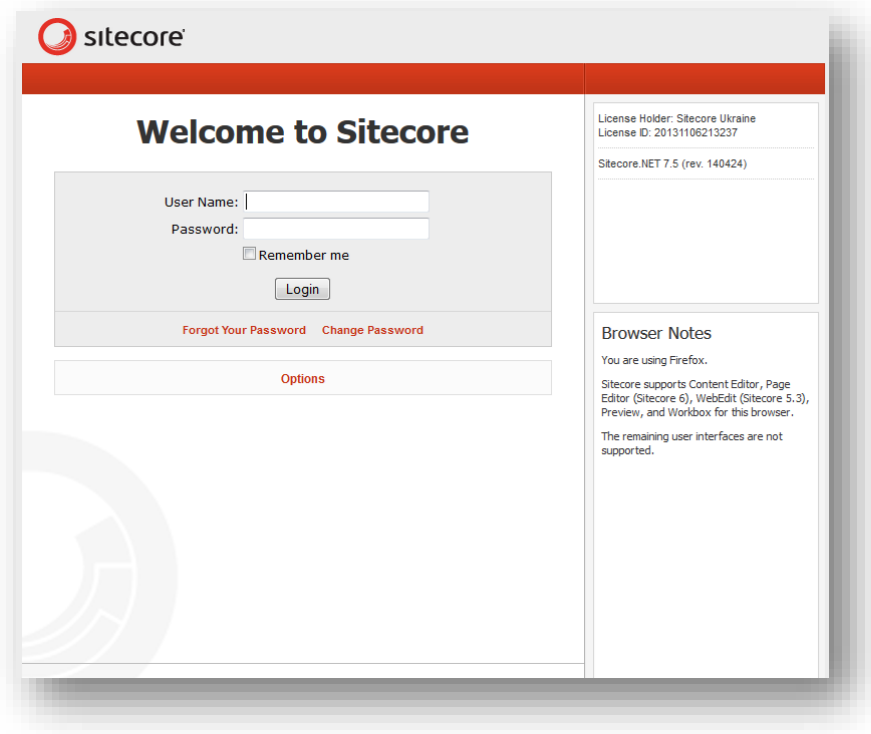 sitecore
Welcome to Sitecore
User Name:
Password:
Remember me
Login
Forgot Your Password Change Password
Options
License Holder: Sitecore Ukraine
License ID: 20131106213237
Sitecore.NET 7.5 (rev. 140424)
Browser Notes
You are using Firefox.
Sitecore supports Content Editor, Page
Editor (Sitecore 6), WebEdit (Sitecore 5.3),
Preview, and Workbox for this browser.
The remaining user interfaces are not
supported.